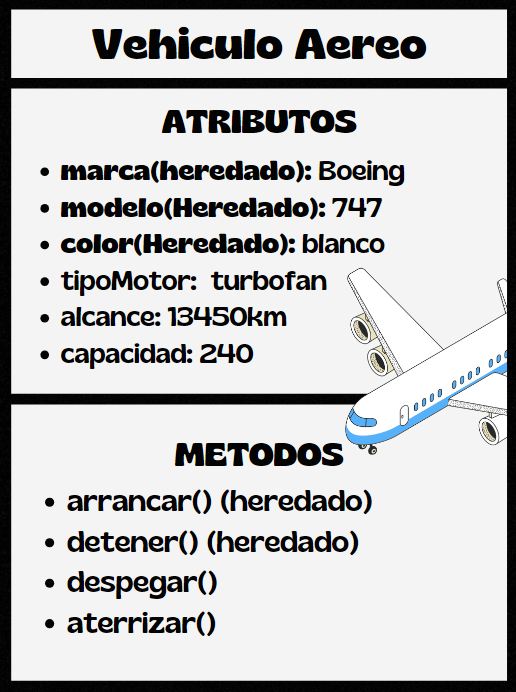 Vehiculo Aereo
ATRIBUTOS
• marca(heredado): Boeing
• modelo(Heredado): 747
• color(Heredado): blanco
• tipoMotor: turbofan
• alcance: 13450km
• capacidad: 240
METODOS
• arrancar() (heredado)
• detener() (heredado)
• despegar()
• aterrizar()